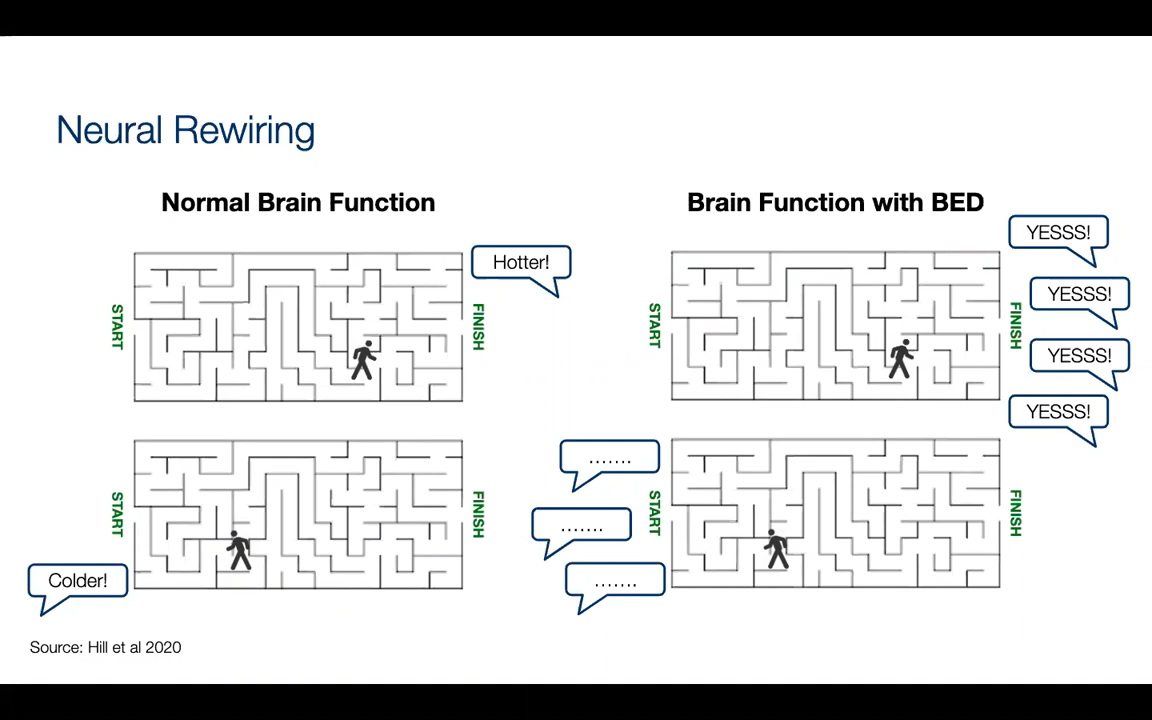 Neural Rewiring
Normal Brain Function
Hotter!
START
FINISH
START
FINISH
Colder!
Brain Function with BED
YESSS!
YESSS!
YESSS!
YESSS!
START
FINISH
.......
.......
.......
START
FINISH
Source: Hill et al 2020